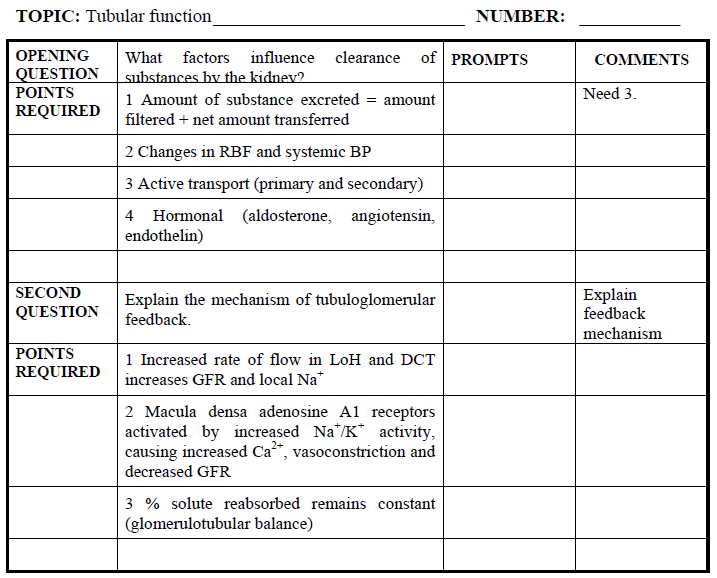 TOPIC: Tubular function____________________________ NUMBER: ___________
OPENING QUESTION
What factors influence clearance of
substances by the kidney?
PROMPTS
COMMENTS
POINTS REQUIRED
1 Amount of substance excreted = amount
filtered + net amount transferred
Need 3.
2 Changes in RBF and systemic BP
3 Active transport (primary and secondary)
4 Hormonal (aldosterone, angiotensin,
endothelin)
SECOND QUESTION
Explain the mechanism of tubuloglomerular
feedback.
Explain
feedback
mechanism
POINTS REQUIRED
1 Increased rate of flow in LoH and DCT
increases GFR and local Na⁺
2 Macula densa adenosine A1 receptors
activated by increased Na⁺/K⁺ activity,
causing increased Ca²⁺, vasoconstriction and
decreased GFR
3 % solute reabsorbed remains constant
(glomerulotubular balance)